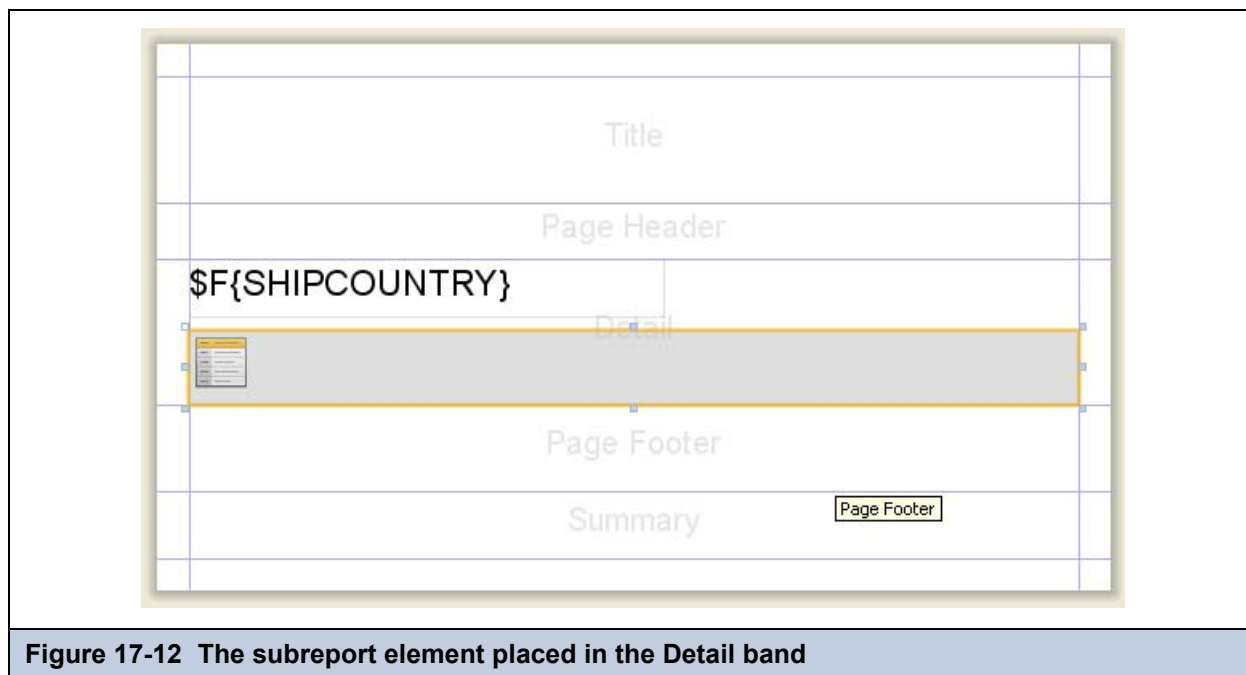 Title
Page Header
$F{SHIPCOUNTRY}
Detail
Page Footer
Page Footer
Summary
Figure 17-12 The subreport element placed in the Detail band